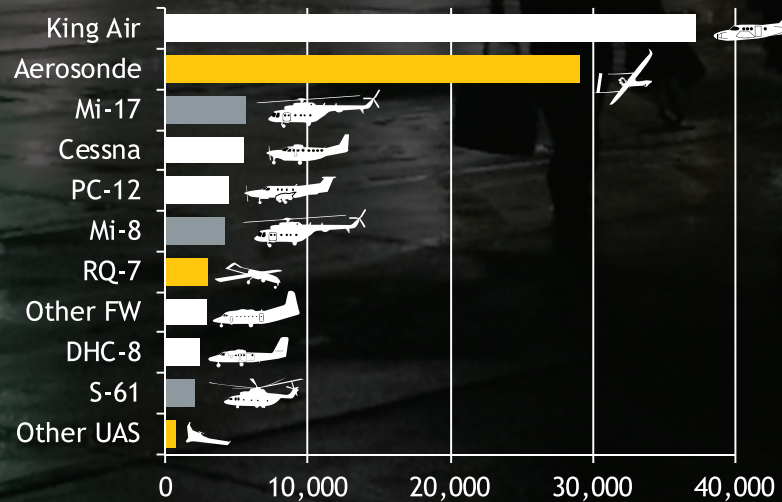 King Air
Aerosonde
Mi-17
Cessna
PC-12
Mi-8
RQ-7
Other FW
DHC-8
S-61
Other UAS
0 10,000 20,000 30,000 40,000